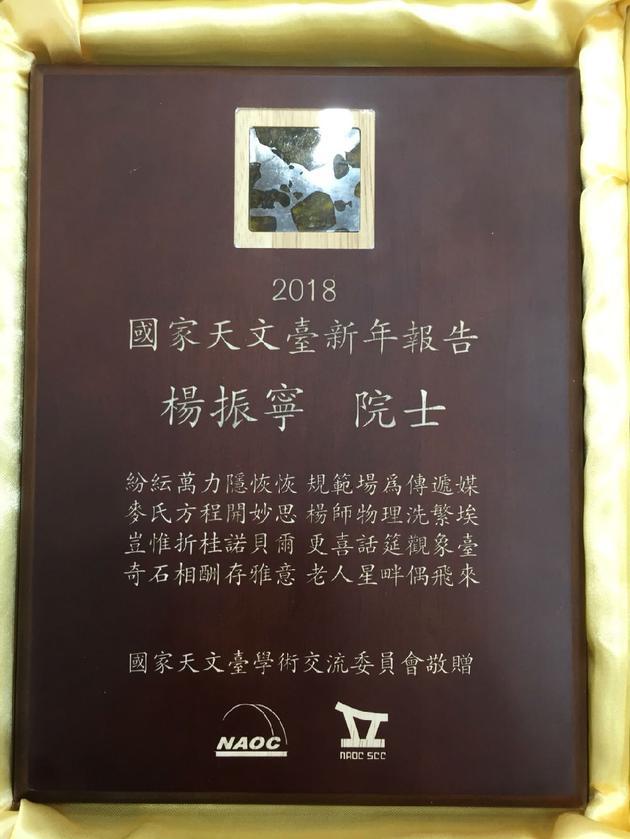 2018
國家天文臺新年報告
楊振寧 院士
紛紜萬力隱恢恢 規範場爲傳遞媒
麥氏方程開妙思 楊師物理洗繁埃
豈惟折桂諾貝爾 更喜話筵觀象臺
奇石相酬存雅意 老人星畔偶飛來
國家天文臺學術交流委員會敬贈
NAOC
NAOC SCC